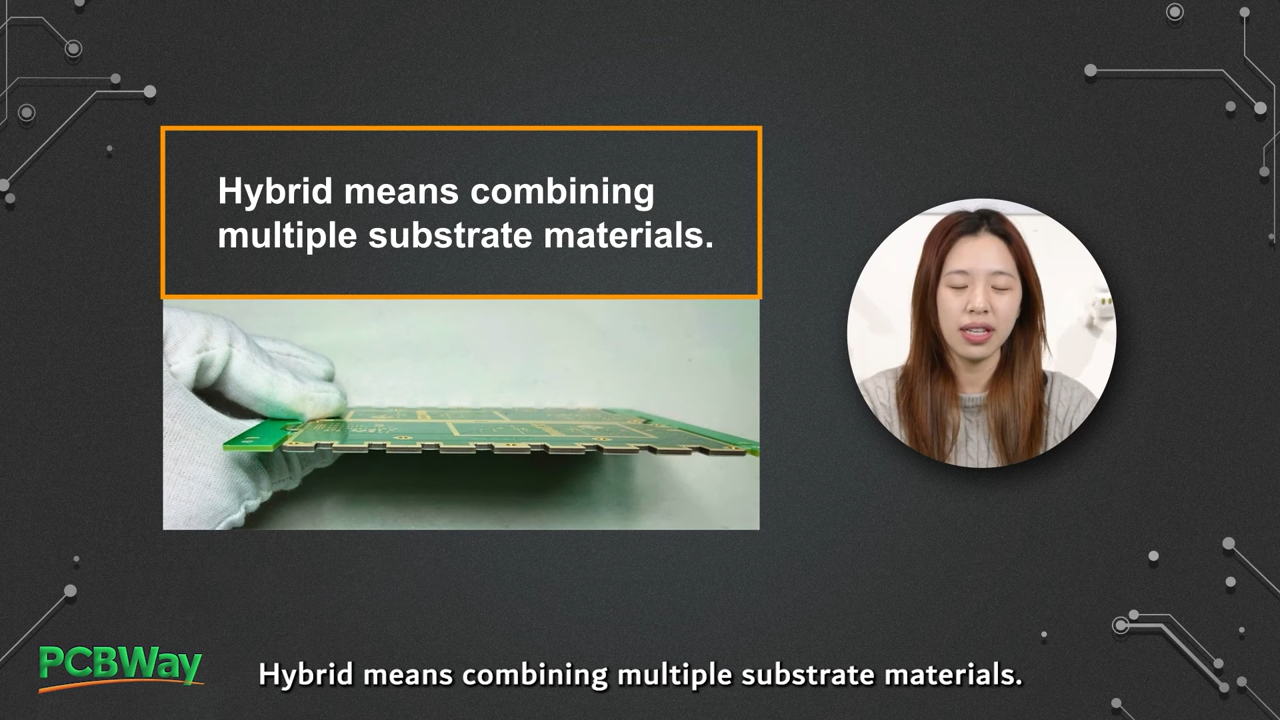 Hybrid means combining
multiple substrate materials.
PCBWay
Hybrid means combining multiple substrate materials.